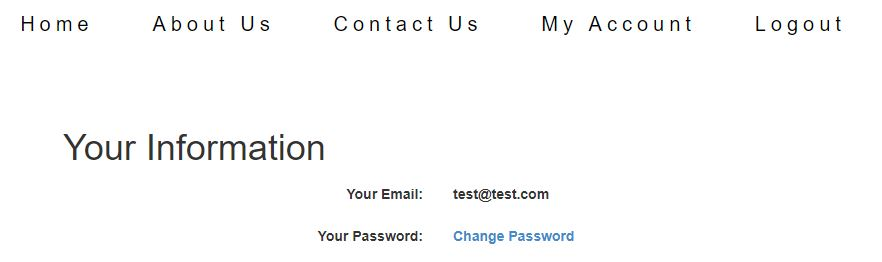 Home About Us Contact Us My Account Logout
Your Information
Your Email: test@test.com
Your Password: Change Password